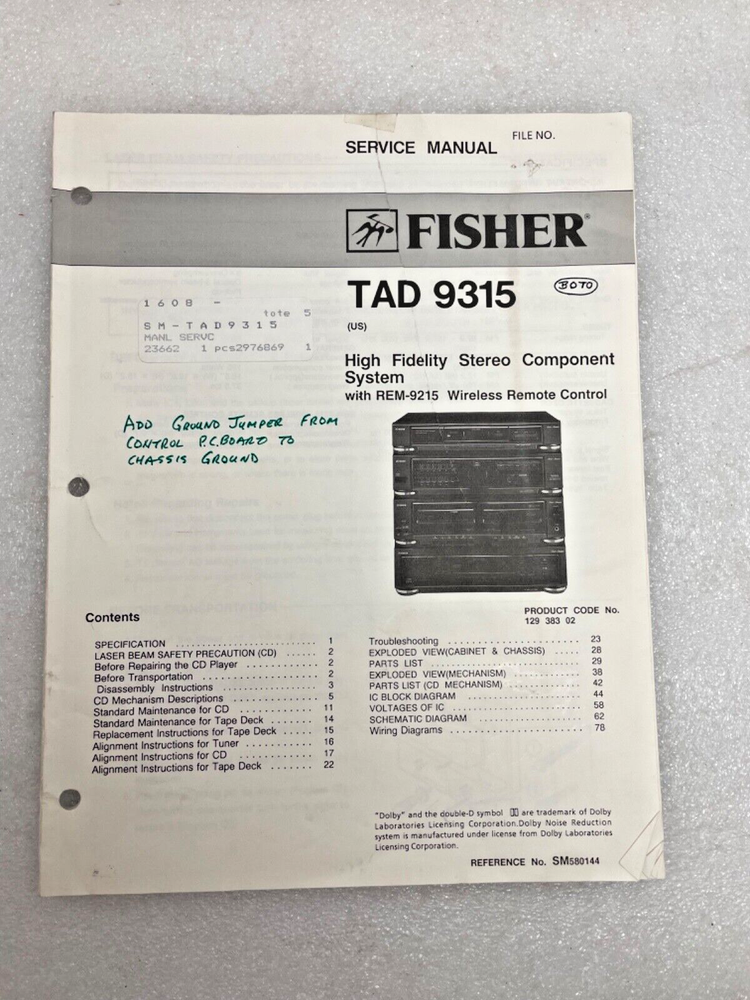 FILE NO.
SERVICE MANUAL
FISHER®
TAD 9315
BOTO
(US)
1608 -
tote 5
SM-TAD9315
MANL SERVC
23662 1 pcs2976869 1
High Fidelity Stereo Component
System
with REM-9215 Wireless Remote Control
ADD GROUND JUMPER FROM
CONTROL P.C.BOARD TO
CHASSIS GROUND
PRODUCT CODE No.
129 383 02
Contents
SPECIFICATION .................... 1
LASER BEAM SAFETY PRECAUTION (CD) ...... 2
Before Repairing the CD Player ........... 2
Before Transportation .................. 2
Disassembly Instructions ............... 3
CD Mechanism Descriptions ............. 5
Standard Maintenance for CD ........... 11
Standard Maintenance for Tape Deck ....... 14
Replacement Instructions for Tape Deck ..... 15
Alignment Instructions for Tuner .......... 16
Alignment Instructions for CD ............ 17
Alignment Instructions for Tape Deck ....... 22
Troubleshooting ..................... 23
EXPLODED VIEW(CABINET & CHASSIS) ...... 28
PARTS LIST ....................... 29
EXPLODED VIEW(MECHANISM) ........... 38
PARTS LIST (CD MECHANISM) ............ 42
IC BLOCK DIAGRAM .................. 44
VOLTAGES OF IC .................... 58
SCHEMATIC DIAGRAM ................ 62
Wiring Diagrams .................... 78
"Dolby" and the double-D symbol are trademark of Dolby
Laboratories Licensing Corporation.Dolby Noise Reduction
system is manufactured under license from Dolby Laboratories
Licensing Corporation.
REFERENCE No. SM580144